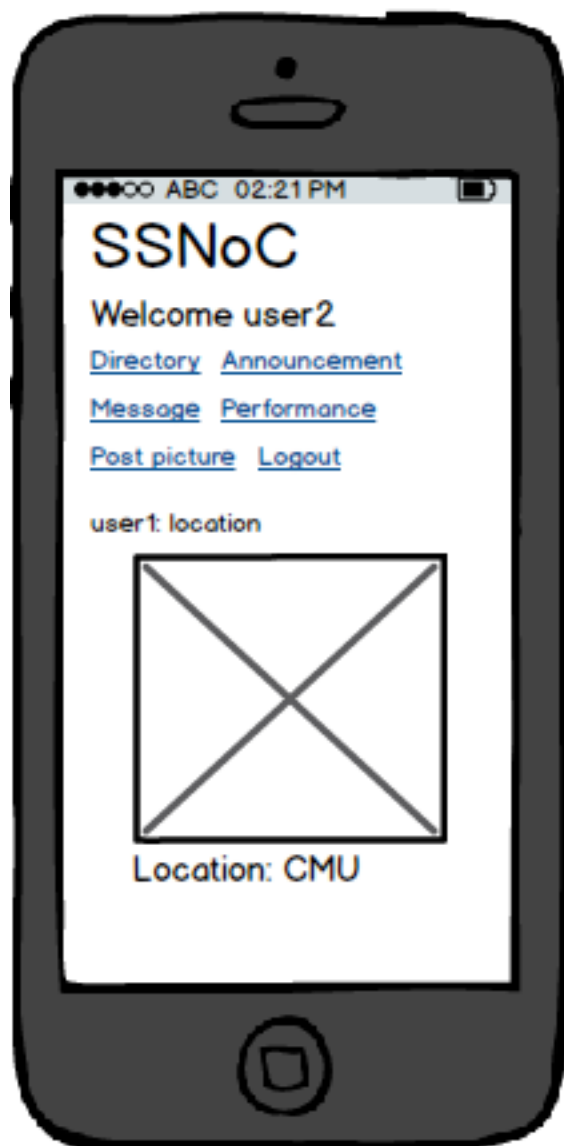 ABC 02:21 PM
SSNoC
Welcome user2
Directory Announcement
Message Performance
Post picture Logout
user1: location
Location: CMU